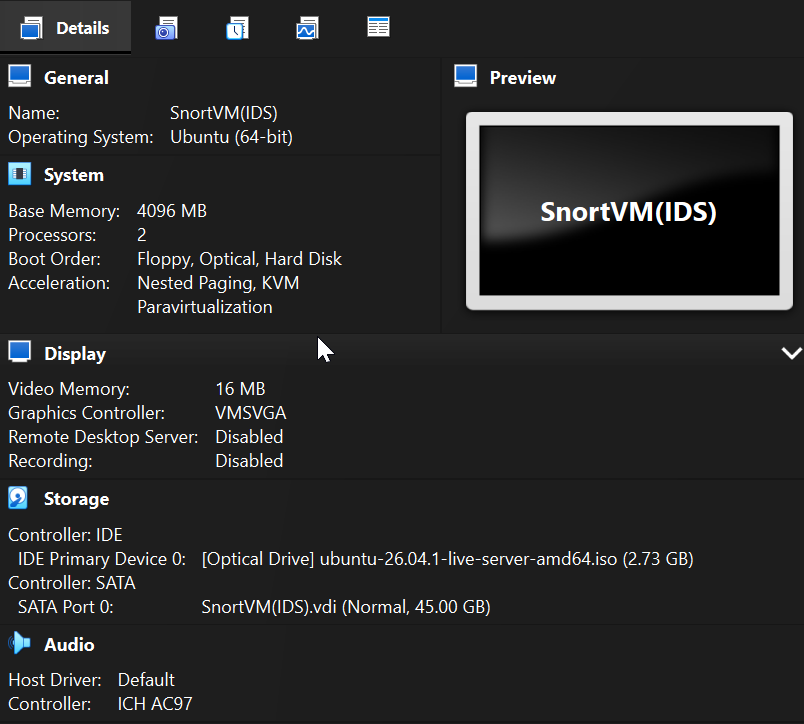 Details
General
Name: SnortVM(IDS)
Operating System: Ubuntu (64-bit)
System
Base Memory: 4096 MB
Processors: 2
Boot Order: Floppy, Optical, Hard Disk
Acceleration: Nested Paging, KVM
Paravirtualization
Preview
SnortVM(IDS)
Display
Video Memory: 16 MB
Graphics Controller: VMSVGA
Remote Desktop Server: Disabled
Recording: Disabled
Storage
Controller: IDE
IDE Primary Device 0: [Optical Drive] ubuntu-26.04.1-live-server-amd64.iso (2.73 GB)
Controller: SATA
SATA Port 0: SnortVM(IDS).vdi (Normal, 45.00 GB)
Audio
Host Driver: Default
Controller: ICH AC97